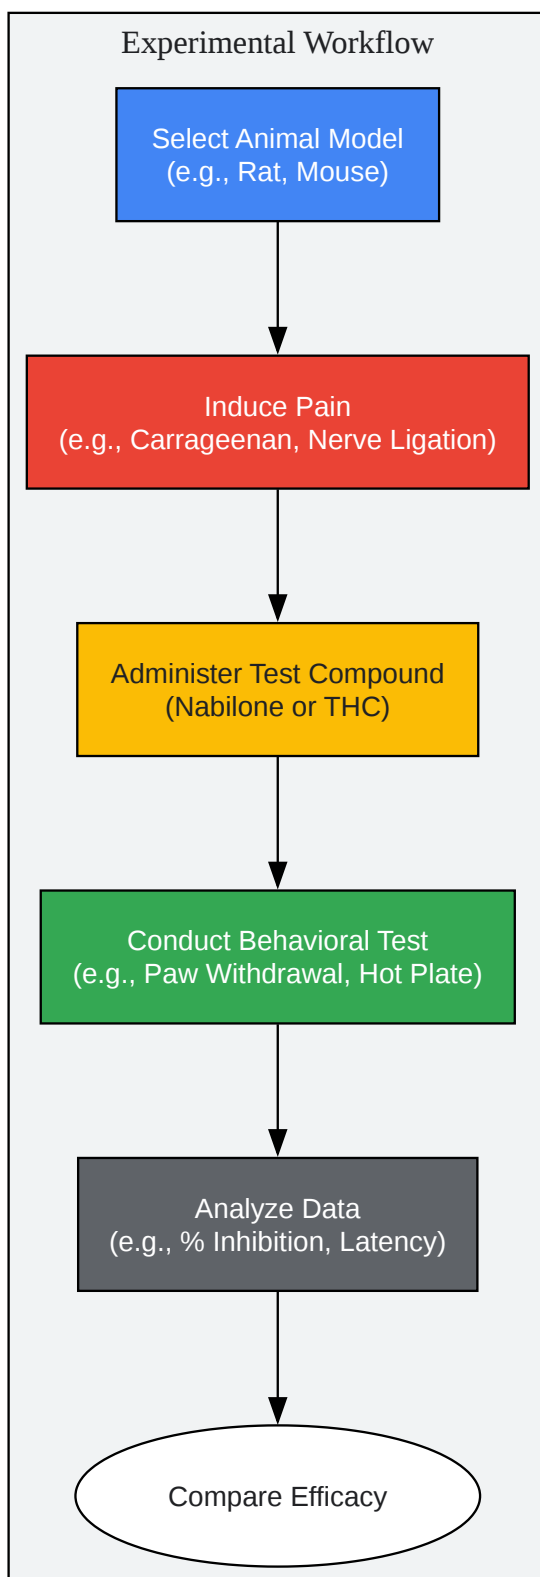 Experimental Workflow
Select Animal Model
(e.g., Rat, Mouse)
Induce Pain
(e.g., Carrageenan, Nerve Ligation)
Administer Test Compound
(Nabilone or THC)
Conduct Behavioral Test
(e.g., Paw Withdrawal, Hot Plate)
Analyze Data
(e.g., % Inhibition, Latency)
Compare Efficacy